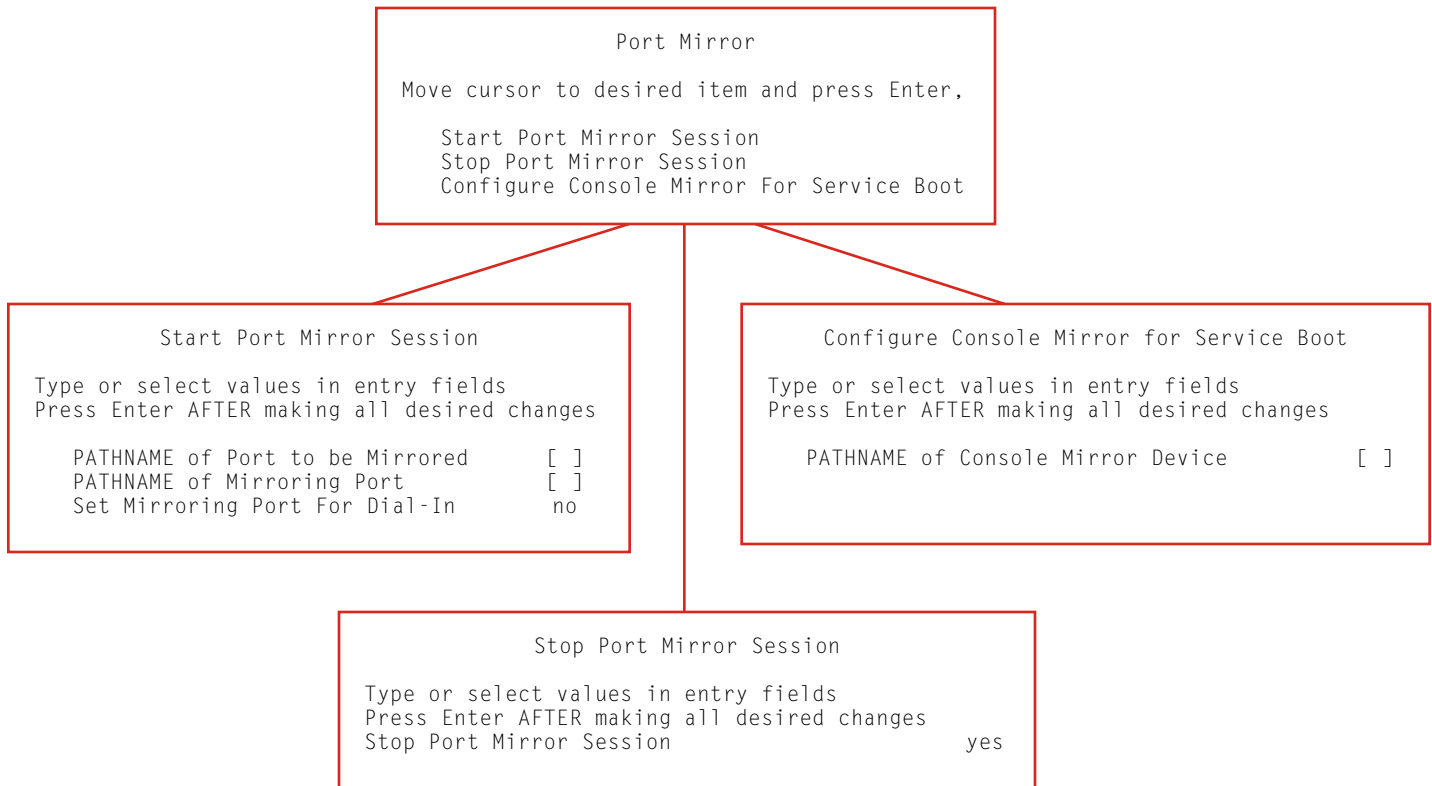 Port Mirror
Move cursor to desired item and press Enter,
Start Port Mirror Session
Stop Port Mirror Session
Configure Console Mirror For Service Boot
Start Port Mirror Session
Type or select values in entry fields
Press Enter AFTER making all desired changes
PATHNAME of Port to be Mirrored [ ]
PATHNAME of Mirroring Port [ ]
Set Mirroring Port For Dial-In no
Configure Console Mirror for Service Boot
Type or select values in entry fields
Press Enter AFTER making all desired changes
PATHNAME of Console Mirror Device [ ]
Stop Port Mirror Session
Type or select values in entry fields
Press Enter AFTER making all desired changes
Stop Port Mirror Session yes